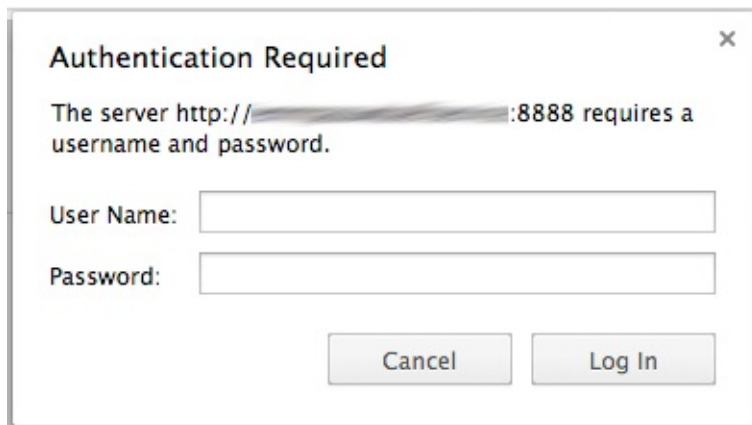 Authentication Required
The server http:// :8888 requires a
username and password.
User Name:
Password:
Cancel
Log In